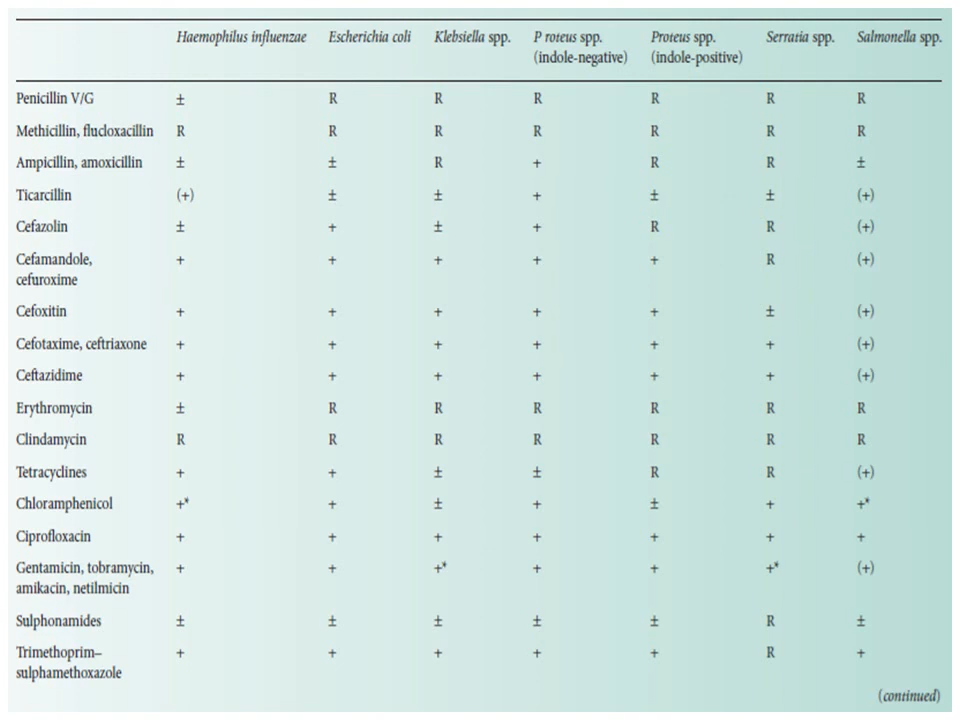 Haemophilus influenzae Escherichia coli Klebsiella spp. P roteus spp. Proteus spp. Serratia spp. Salmonella spp.
(indole-negative) (indole-positive)
Penicillin V/G ± R R R R R R
Methicillin, flucloxacillin R R R R R R R
Ampicillin, amoxicillin ± ± R + R R ±
Ticarcillin (+) ± ± + ± ± (+)
Cefazolin ± + ± + R R (+)
Cefamandole, + + + + + R (+)
cefuroxime
Cefoxitin + + + + + ± (+)
Cefotaxime, ceftriaxone + + + + + + (+)
Ceftazidime + + + + + + (+)
Erythromycin ± R R R R R R
Clindamycin R R R R R R R
Tetracyclines + + ± ± R R (+)
Chloramphenicol +* + ± + ± + +*
Ciprofloxacin + + + + + + +
Gentamicin, tobramycin, + + +* + + +* (+)
amikacin, netilmicin
Sulphonamides ± ± ± ± ± R ±
Trimethoprim– + + + + + R +
sulphamethoxazole
(continued)